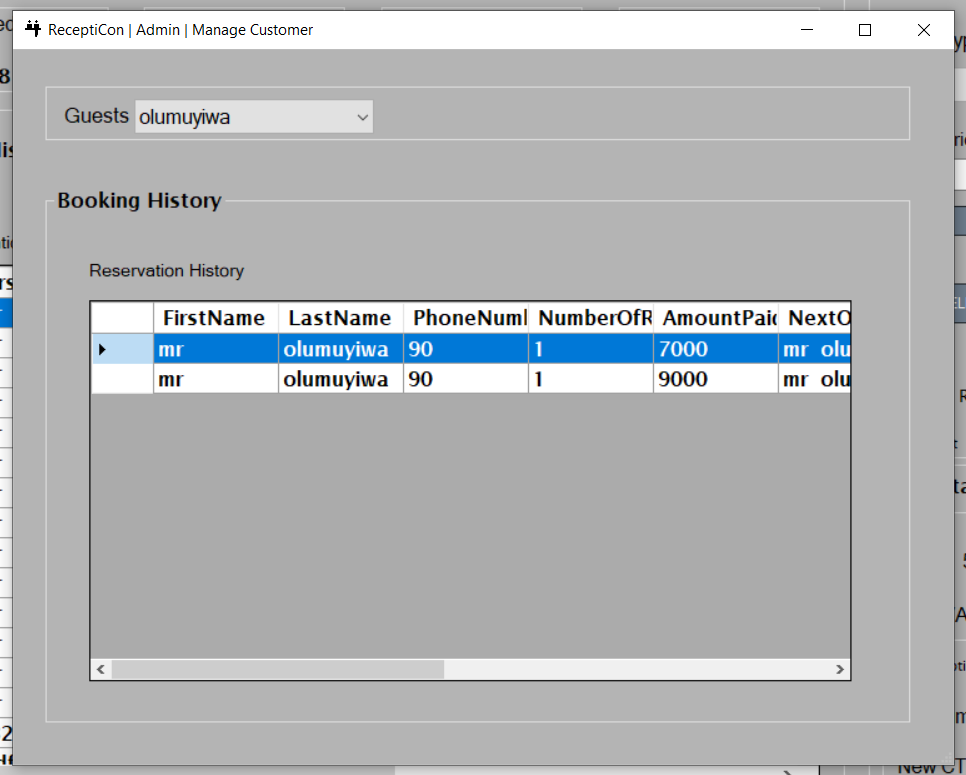 ReceptiCon | Admin | Manage Customer
Guests olumuyiwa
Booking History
Reservation History
FirstName LastName PhoneNuml NumberOfR AmountPaid NextO
mr olumuyiwa 90 1 7000 mr olu
mr olumuyiwa 90 1 9000 mr olu
New CT